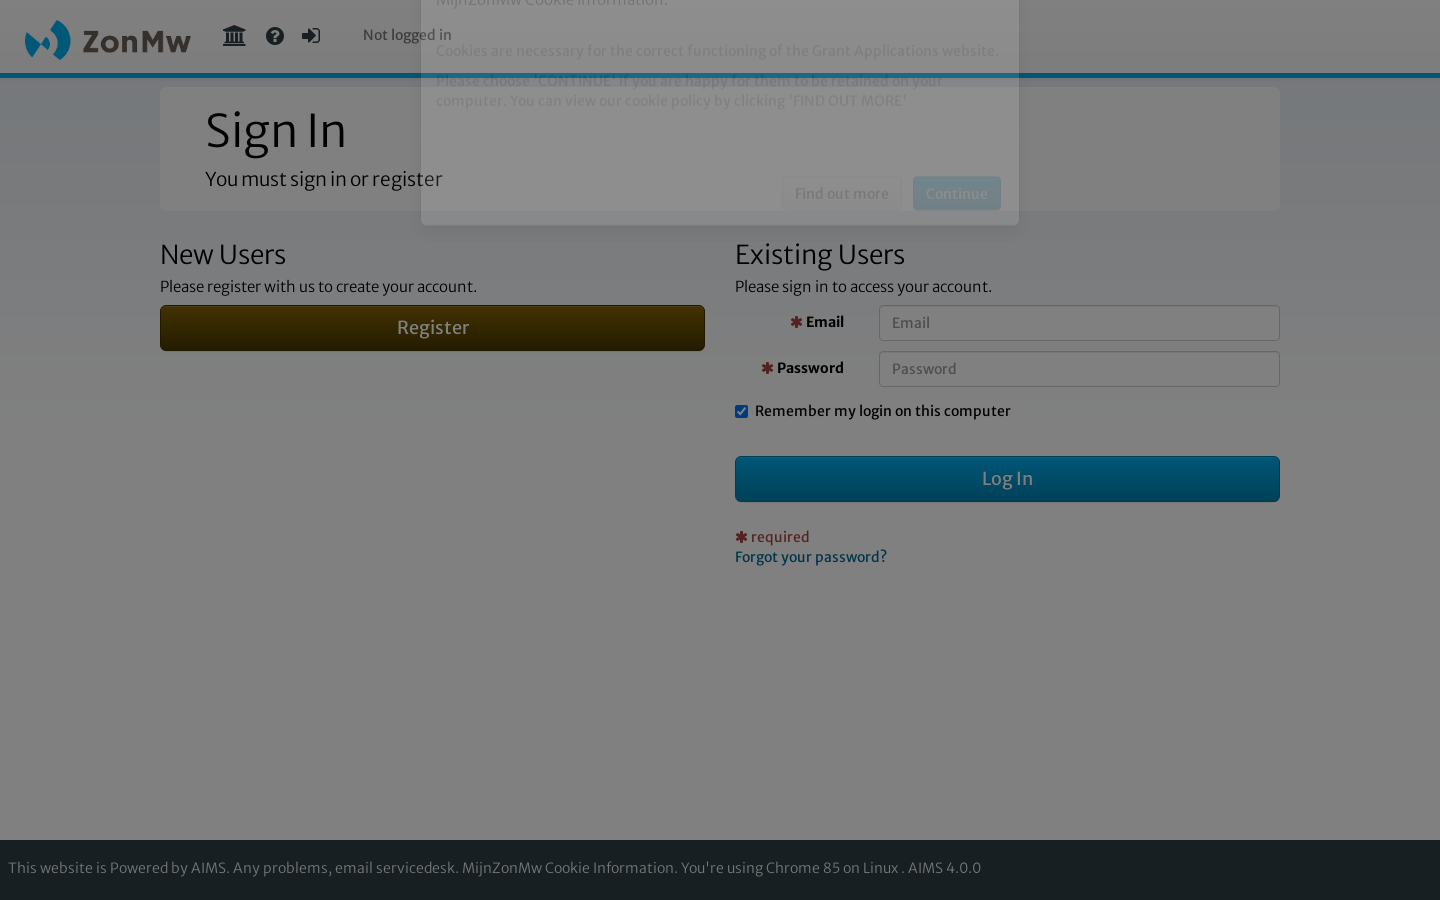 MijnZonMw Cookie Information.
ZonMw
Not logged in
Cookies are necessary for the correct functioning of the Grant Applications website.
Please choose 'CONTINUE' if you are happy for them to be retained on your
computer. You can view our cookie policy by clicking 'FIND OUT MORE'
Find out more
Continue
Sign In
You must sign in or register
New Users
Please register with us to create your account.
Register
Existing Users
Please sign in to access your account.
✱ Email
Email
✱ Password
Password
Remember my login on this computer
Log In
✱ required
Forgot your password?
This website is Powered by AIMS. Any problems, email servicedesk. MijnZonMw Cookie Information. You're using Chrome 85 on Linux . AIMS 4.0.0